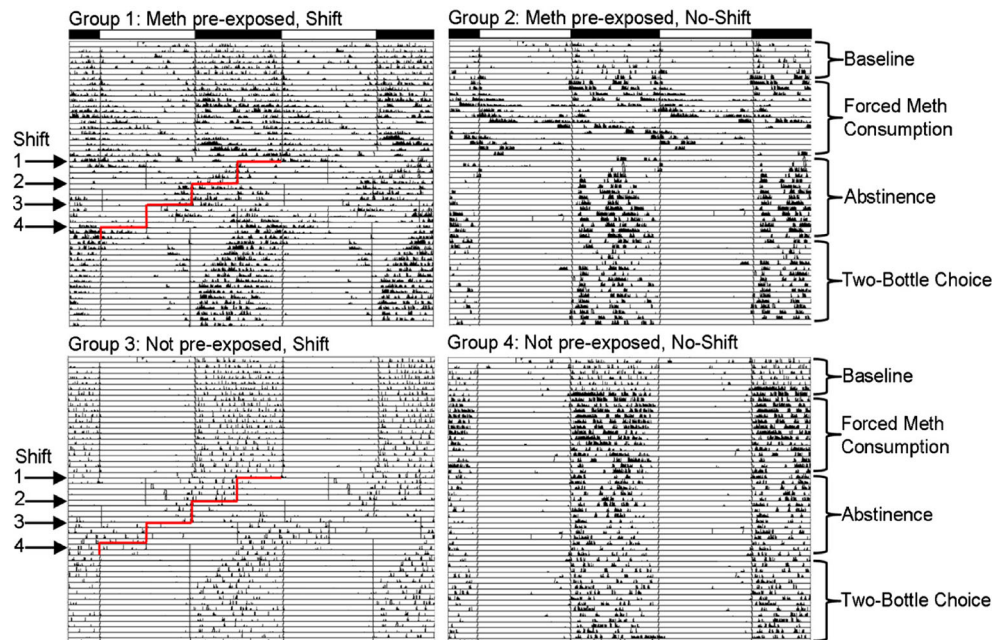 Group 1: Meth pre-exposed, Shift
Group 2: Meth pre-exposed, No-Shift
Baseline
Forced Meth
Consumption
Shift
1
2
3
4
Abstinence
Two-Bottle Choice
Group 3: Not pre-exposed, Shift
Group 4: Not pre-exposed, No-Shift
Baseline
Forced Meth
Consumption
Shift
1
2
3
4
Abstinence
Two-Bottle Choice